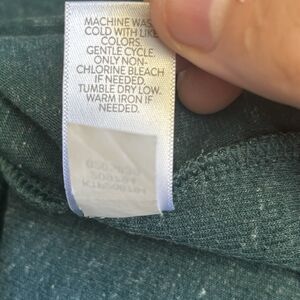 MACHINE WASH
COLD WITH LIKE
COLORS.
GENTLE CYCLE.
ONLY NON-
CHLORINE BLEACH
IF NEEDED.
TUMBLE DRY LOW.
WARM IRON IF
NEEDED.